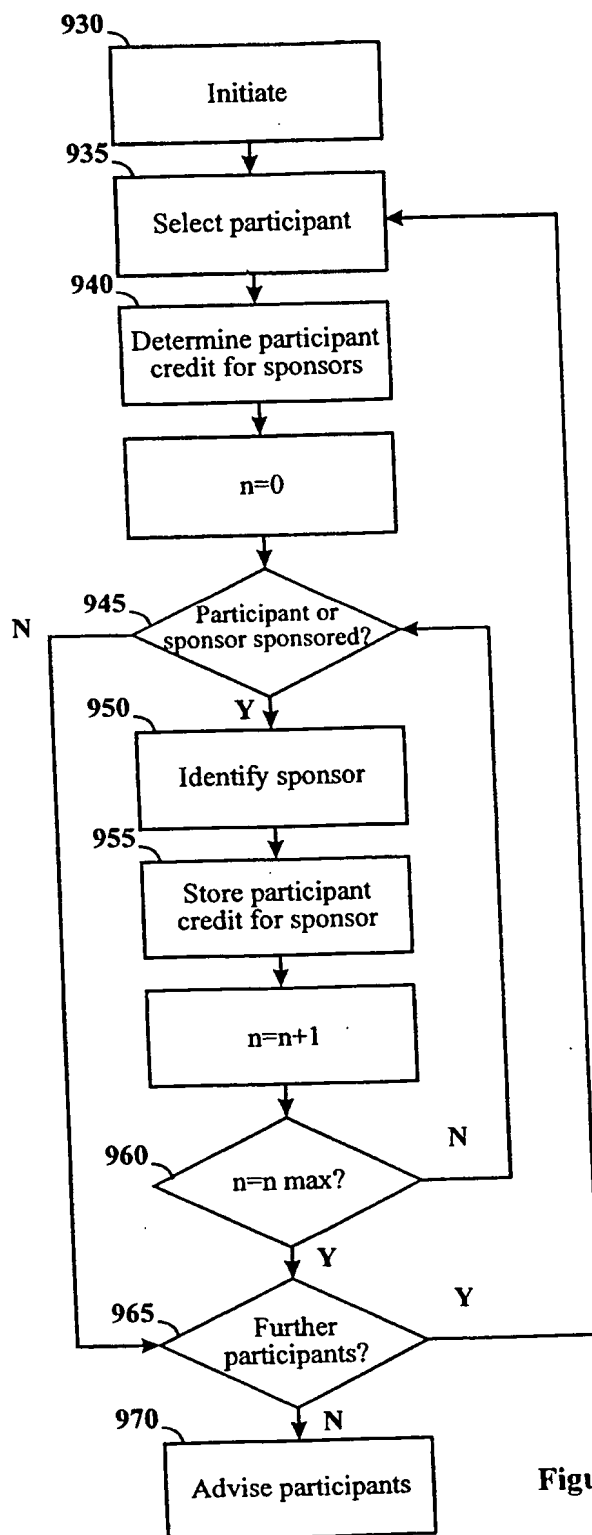 930
Initiate
935
Select participant
940
Determine participant
credit for sponsors
n=0
945
N
Participant or
sponsor sponsored?
Y
950
Identify sponsor
955
Store participant
credit for sponsor
n=n+1
960
N
n=n max?
Y
965
Y
Further
participants?
N
970
Advise participants